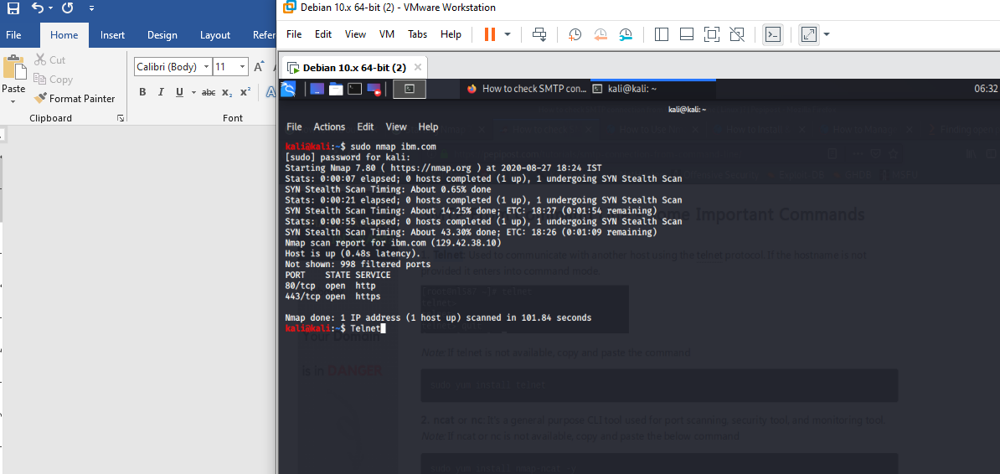 File
Home
Insert
Design
Layout
Refer
Cut
Copy
Paste
Format Painter
Clipboard
Calibri (Body)
11
A
B I U abc x₂ x² A
Font
Debian 10.x 64-bit (2) - VMware Workstation
File Edit View VM Tabs Help
Debian 10.x 64-bit (2)
How to check SMTP con...
kali@kali: ~
06:32
kali@kali: ~
File Actions Edit View Help
kali@kali:~$ sudo nmap ibm.com
[sudo] password for kali:
Starting Nmap 7.80 ( https://nmap.org ) at 2020-08-27 18:24 IST
Stats: 0:00:07 elapsed; 0 hosts completed (1 up), 1 undergoing SYN Stealth Scan
SYN Stealth Scan Timing: About 0.65% done
Stats: 0:00:21 elapsed; 0 hosts completed (1 up), 1 undergoing SYN Stealth Scan
SYN Stealth Scan Timing: About 14.25% done; ETC: 18:27 (0:01:54 remaining)
Stats: 0:00:55 elapsed; 0 hosts completed (1 up), 1 undergoing SYN Stealth Scan
SYN Stealth Scan Timing: About 43.30% done; ETC: 18:26 (0:01:09 remaining)
Nmap scan report for ibm.com (129.42.38.10)
Host is up (0.48s latency).
Not shown: 998 filtered ports
PORT STATE SERVICE
80/tcp open http
443/tcp open https
Nmap done: 1 IP address (1 host up) scanned in 101.84 seconds
kali@kali:~$ Telnet
ome Important Commands
1. Telnet: Used to communicate with another host using the telnet protocol. If the hostname is not
provided it enters into command mode.
Your Domain
is in DANGER
Note: If telnet is not available, copy and paste the command
sudo yum install telnet
2. ncat or nc: It's a general purpose CLI tool used for port scanning, security tool, and monitoring tool.
Note: If ncat or nc is not available, copy and paste the below command